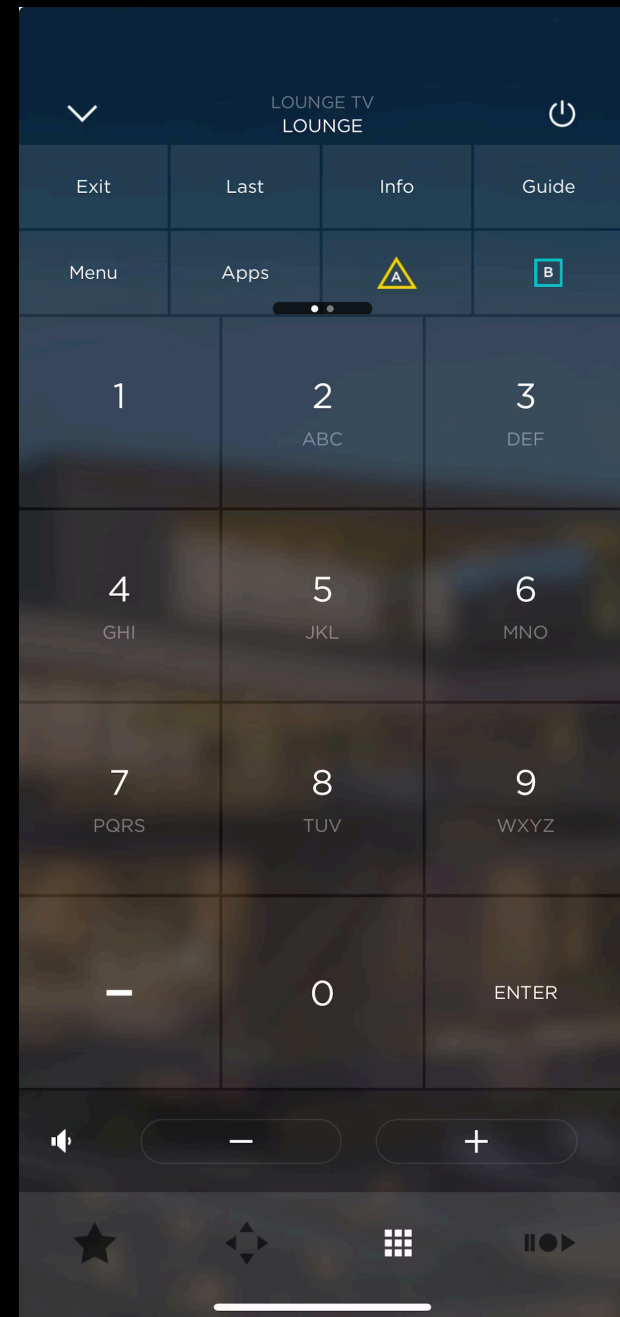 LOUNGE TV
LOUNGE
Exit Last Info Guide
Menu Apps A B
1 2 3
ABC DEF
4 5 6
GHI JKL MNO
7 8 9
PQRS TUV WXYZ
- 0 ENTER
− +